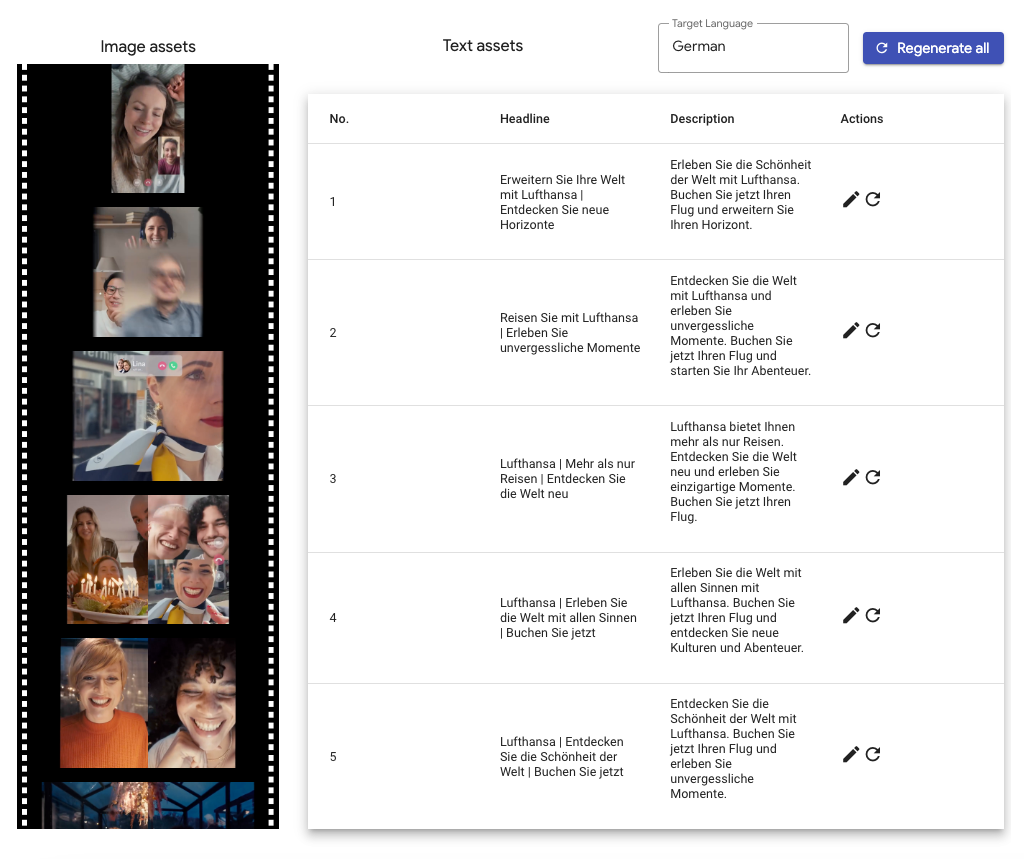 Image assets
Text assets
Target Language
German
Regenerate all
No.
Headline
Description
Actions
1
Erweitern Sie Ihre Welt
mit Lufthansa |
Entdecken Sie neue
Horizonte
Erleben Sie die Schönheit
der Welt mit Lufthansa.
Buchen Sie jetzt Ihren
Flug und erweitern Sie
Ihren Horizont.
2
Reisen Sie mit Lufthansa
| Erleben Sie
unvergessliche Momente
Entdecken Sie die Welt
mit Lufthansa und
erleben Sie
unvergessliche
Momente. Buchen Sie
jetzt Ihren Flug und
starten Sie Ihr Abenteuer.
Lina
3
Lufthansa | Mehr als nur
Reisen | Entdecken Sie
die Welt neu
Lufthansa bietet Ihnen
mehr als nur Reisen.
Entdecken Sie die Welt
neu und erleben Sie
einzigartige Momente.
Buchen Sie jetzt Ihren
Flug.
4
Lufthansa | Erleben Sie
die Welt mit allen Sinnen
| Buchen Sie jetzt
Erleben Sie die Welt mit
allen Sinnen mit
Lufthansa. Buchen Sie
jetzt Ihren Flug und
entdecken Sie neue
Kulturen und Abenteuer.
5
Lufthansa | Entdecken
Sie die Schönheit der
Welt | Buchen Sie jetzt
Entdecken Sie die
Schönheit der Welt mit
Lufthansa. Buchen Sie
jetzt Ihren Flug und
erleben Sie
unvergessliche
Momente.